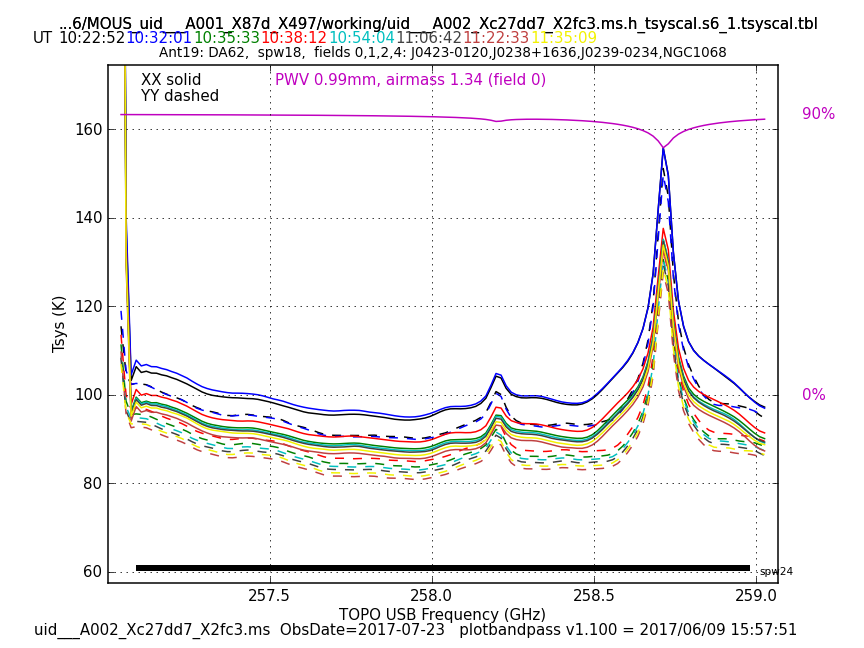 ...6/MOUS_uid___A001_X87d_X497/working/uid___A002_Xc27dd7_X2fc3.ms.h_tsyscal.s6_1.tsyscal.tbl
UT 10:22:52 10:32:01 10:35:33 10:38:12 10:54:04 11:06:42 11:22:33 11:35:09
Ant19: DA62, spw18, fields 0,1,2,4: J0423-0120,J0238+1636,J0239-0234,NGC1068
XX solid PWV 0.99mm, airmass 1.34 (field 0)
YY dashed
90%
160
140
120
100
0%
80
60
Tsys (K)
spw24
257.5 258.0 258.5 259.0
TOPO USB Frequency (GHz)
uid___A002_Xc27dd7_X2fc3.ms ObsDate=2017-07-23 plotbandpass v1.100 = 2017/06/09 15:57:51